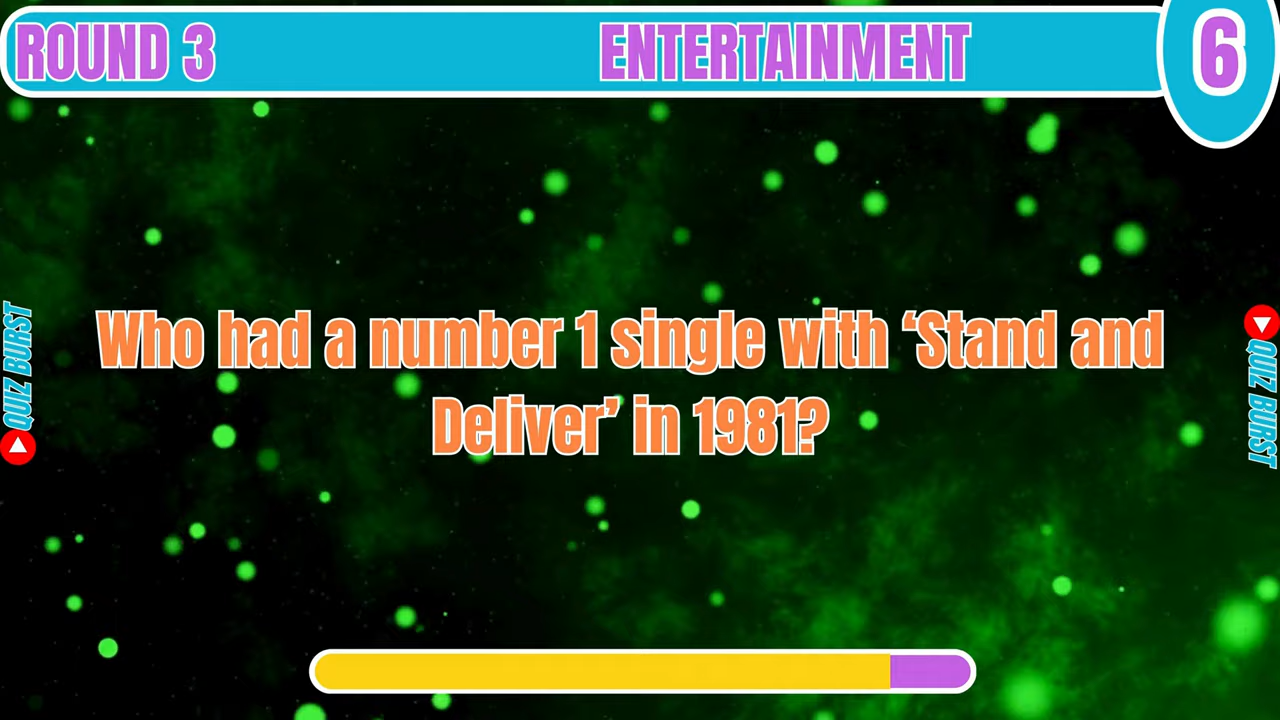 ROUND 3
ENTERTAINMENT
6
Who had a number 1 single with ‘Stand and
Deliver’ in 1981?
QUIZ BURST
QUIZ BURST